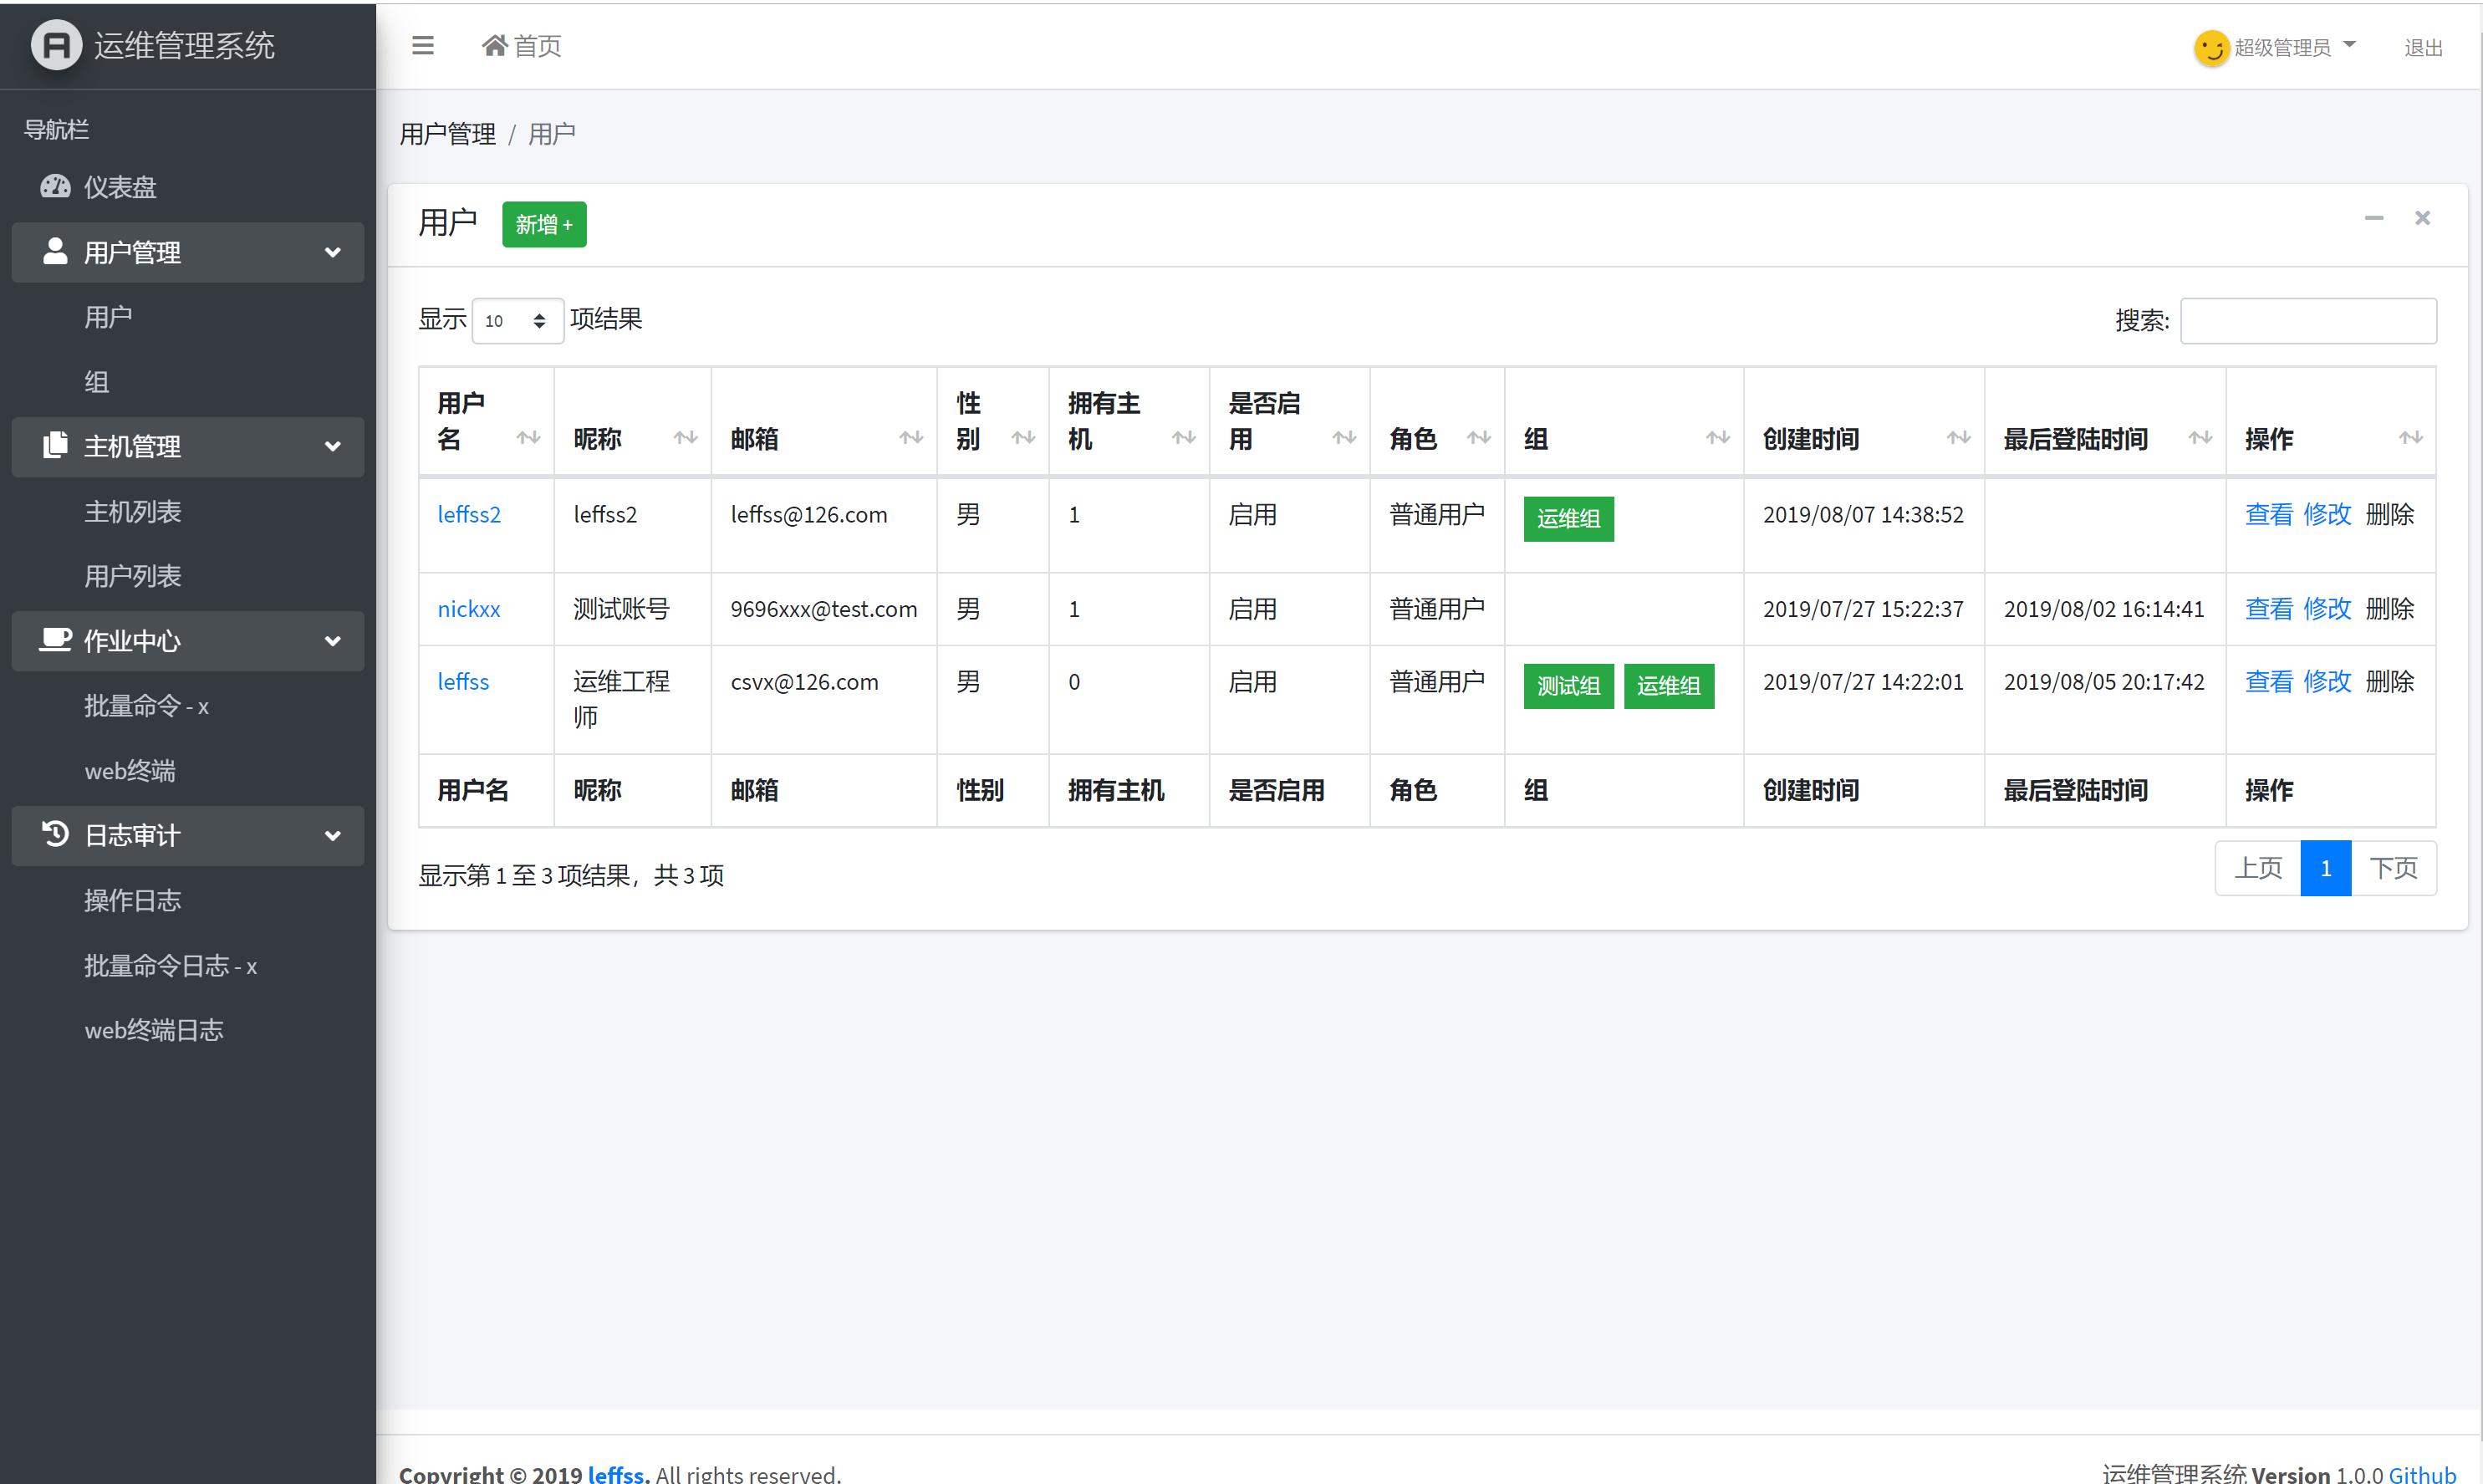 运维管理系统
首页
超级管理员
退出
导航栏
仪表盘
用户管理
用户
组
主机管理
主机列表
用户列表
作业中心
批量命令 - x
web终端
日志审计
操作日志
批量命令日志 - x
web终端日志
用户管理 / 用户
用户 新增 +
显示 10 项结果
搜索:
用户名 昵称 邮箱 性别 拥有主机 是否启用 角色 组 创建时间 最后登陆时间 操作
leffss2 leffss2 leffss@126.com 男 1 启用 普通用户 运维组 2019/08/07 14:38:52 查看 修改 删除
nickxx 测试账号 9696xxx@test.com 男 1 启用 普通用户 2019/07/27 15:22:37 2019/08/02 16:14:41 查看 修改 删除
leffss 运维工程师 csvx@126.com 男 0 启用 普通用户 测试组 运维组 2019/07/27 14:22:01 2019/08/05 20:17:42 查看 修改 删除
用户名 昵称 邮箱 性别 拥有主机 是否启用 角色 组 创建时间 最后登陆时间 操作
显示第 1 至 3 项结果，共 3 项
上页 1 下页
Copyright © 2019 leffss. All rights reserved.
运维管理系统 Version 1.0.0 Github